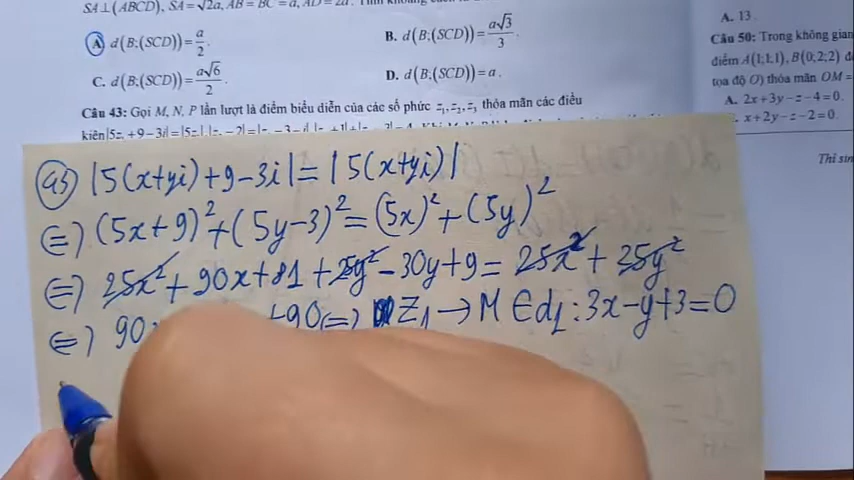 SA⊥(ABCD), SA=√2a, AB=BC=a, AD=2a.
A. d(B;(SCD))=a/2.
B. d(B;(SCD))=a√3/3.
C. d(B;(SCD))=a√6/2.
D. d(B;(SCD))=a.
Câu 43: Gọi M, N, P lần lượt là điểm biểu diễn của các số phức z₁,z₂,z₃ thỏa mãn các điều
kiện
43 |5(x+yi)+9-3i|=|5(x+yi)|
⇔ (5x+9)²+(5y-3)²=(5x)²+(5y)²
⇔ 25x²+90x+81+25y²-30y+9=25x²+25y²
⇔ 90 +90 ⇔ Z₁→M∈d₁:3x-y+3=0
A. 13
Câu 50: Trong không gian
điểm A(1;1;1), B(0;2;2)
tọa độ O) thỏa mãn OM=
A. 2x+3y-z-4=0.
x+2y-z-2=0.
Thí sin